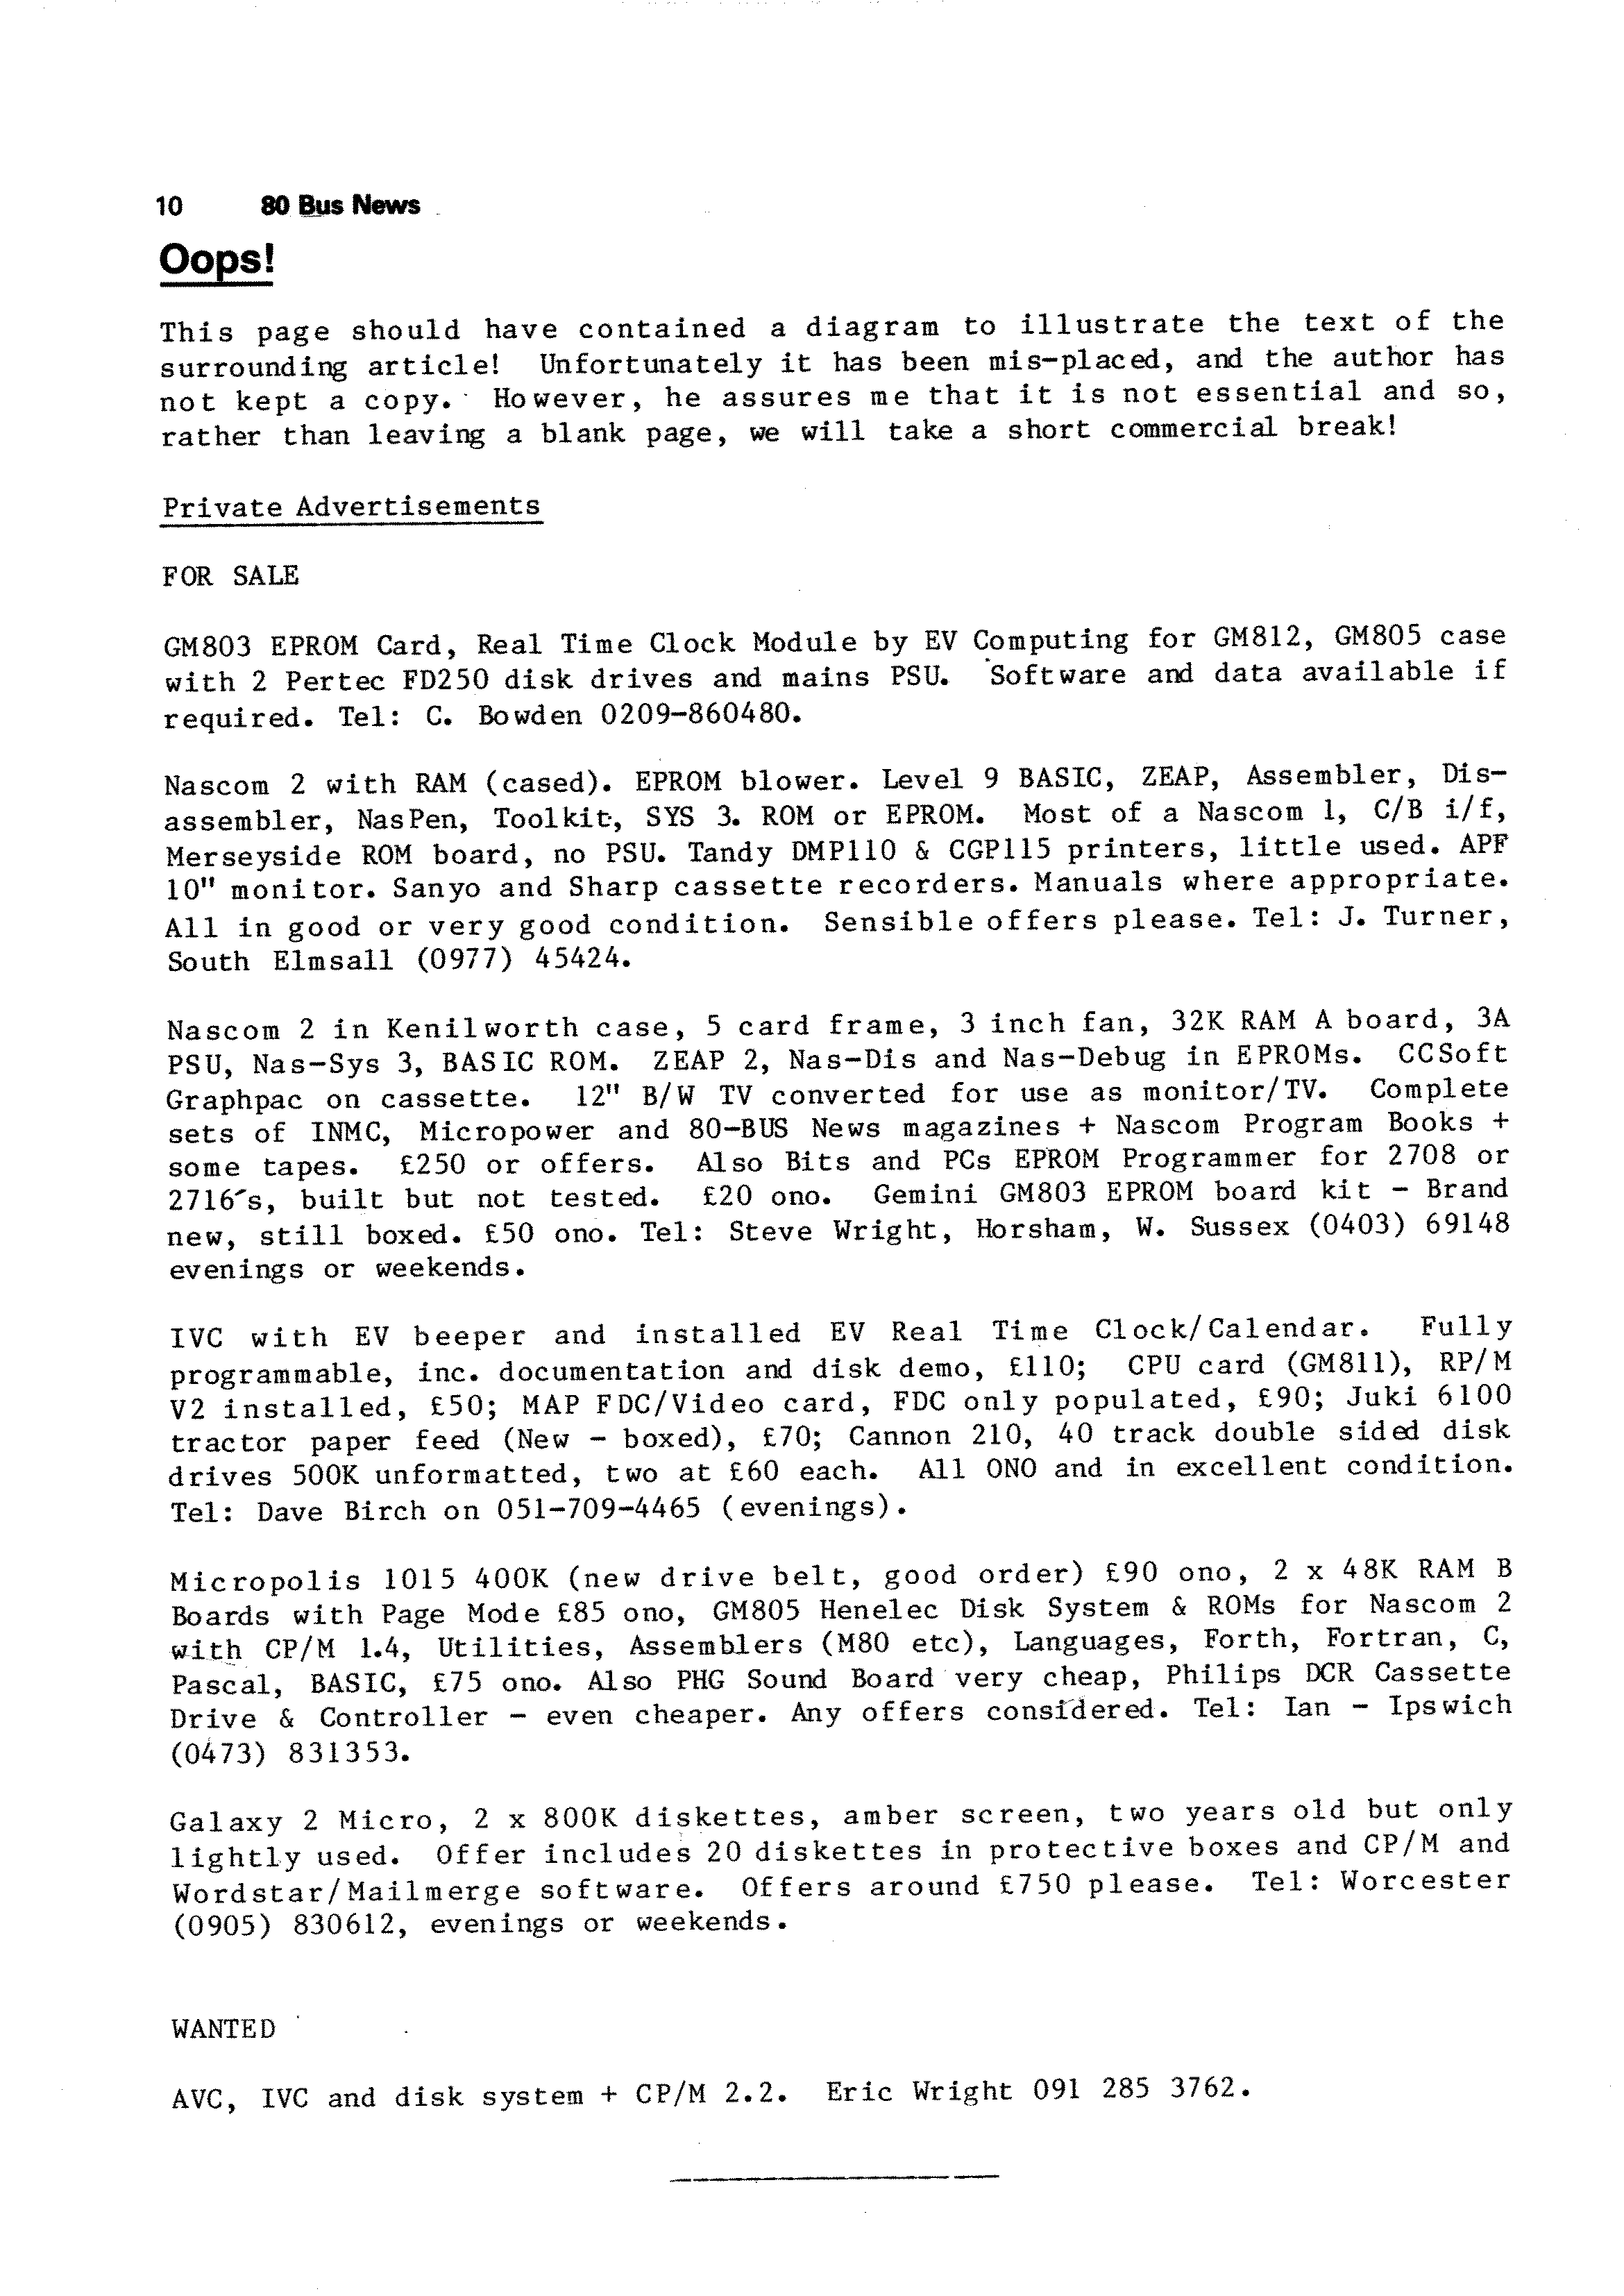 10 80 Bus News
Oops!
This page should have contained a diagram to illustrate the text of the
surrounding article! Unfortunately it has been mis-placed, and the author has
not kept a copy. However, he assures me that it is not essential and so,
rather than leaving a blank page, we will take a short commercial break!
Private Advertisements
FOR SALE
GM803 EPROM Card, Real Time Clock Module by EV Computing for GM812, GM805 case
with 2 Pertec FD250 disk drives and mains PSU. Software and data available if
required. Tel: C. Bowden 0209-860480.
Nascom 2 with RAM (cased). EPROM blower. Level 9 BASIC, ZEAP, Assembler, Dis-
assembler, NasPen, Toolkit, SYS 3. ROM or EPROM. Most of a Nascom 1, C/B i/f,
Merseyside ROM board, no PSU. Tandy DMP110 & CGP115 printers, little used. APF
10" monitor. Sanyo and Sharp cassette recorders. Manuals where appropriate.
All in good or very good condition. Sensible offers please. Tel: J. Turner,
South Elmsall (0977) 45424.
Nascom 2 in Kenilworth case, 5 card frame, 3 inch fan, 32K RAM A board, 3A
PSU, Nas-Sys 3, BASIC ROM. ZEAP 2, Nas-Dis and Nas-Debug in EPROMs. CCSoft
Graphpac on cassette. 12" B/W TV converted for use as monitor/TV. Complete
sets of INMC, Micropower and 80-BUS News magazines + Nascom Program Books +
some tapes. £250 or offers. Also Bits and PCs EPROM Programmer for 2708 or
2716's, built but not tested. £20 ono. Gemini GM803 EPROM board kit - Brand
new, still boxed. £50 ono. Tel: Steve Wright, Horsham, W. Sussex (0403) 69148
evenings or weekends.
IVC with EV beeper and installed EV Real Time Clock/Calendar. Fully
programmable, inc. documentation and disk demo, £110; CPU card (GM811), RP/M
V2 installed, £50; MAP FDC/Video card, FDC only populated, £90; Juki 6100
tractor paper feed (New - boxed), £70; Cannon 210, 40 track double sided disk
drives 500K unformatted, two at £60 each. All ONO and in excellent condition.
Tel: Dave Birch on 051-709-4465 (evenings).
Micropolis 1015 400K (new drive belt, good order) £90 ono, 2 x 48K RAM B
Boards with Page Mode £85 ono, GM805 Henelec Disk System & ROMs for Nascom 2
with CP/M 1.4, Utilities, Assemblers (M80 etc), Languages, Forth, Fortran, C,
Pascal, BASIC, £75 ono. Also PHG Sound Board very cheap, Philips DCR Cassette
Drive & Controller - even cheaper. Any offers considered. Tel: Ian - Ipswich
(0473) 831353.
Galaxy 2 Micro, 2 x 800K diskettes, amber screen, two years old but only
lightly used. Offer includes 20 diskettes in protective boxes and CP/M and
Wordstar/Mailmerge software. Offers around £750 please. Tel: Worcester
(0905) 830612, evenings or weekends.
WANTED
AVC, IVC and disk system + CP/M 2.2. Eric Wright 091 285 3762.